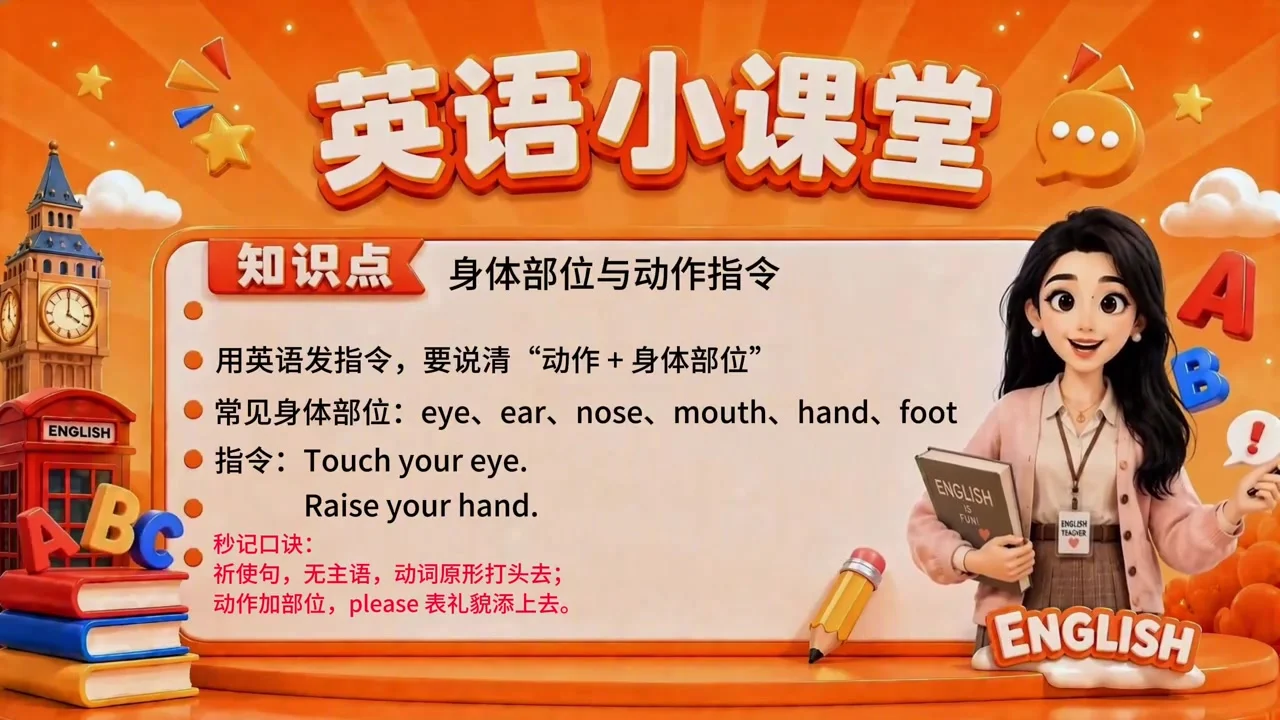 英语小课堂
知识点
身体部位与动作指令
用英语发指令，要说清“动作 + 身体部位”
常见身体部位：eye、ear、nose、mouth、hand、foot
指令：Touch your eye.
Raise your hand.
秒记口诀：
祈使句，无主语，动词原形打头去；
动作加部位，please 表礼貌添上去。
ENGLISH
A
B
C
A
B
!
ENGLISH
IS
FUN!
ENGLISH
TEACHER
ENGLISH